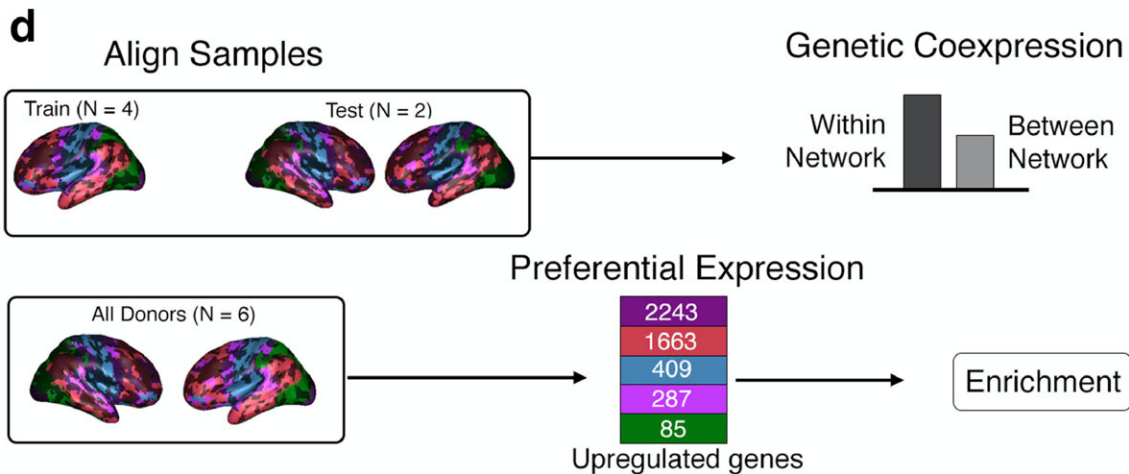 d
Align Samples
Genetic Coexpression
Train (N = 4)
Test (N = 2)
Within
Network
Between
Network
Preferential Expression
All Donors (N = 6)
2243
1663
409
287
85
Upregulated genes
Enrichment